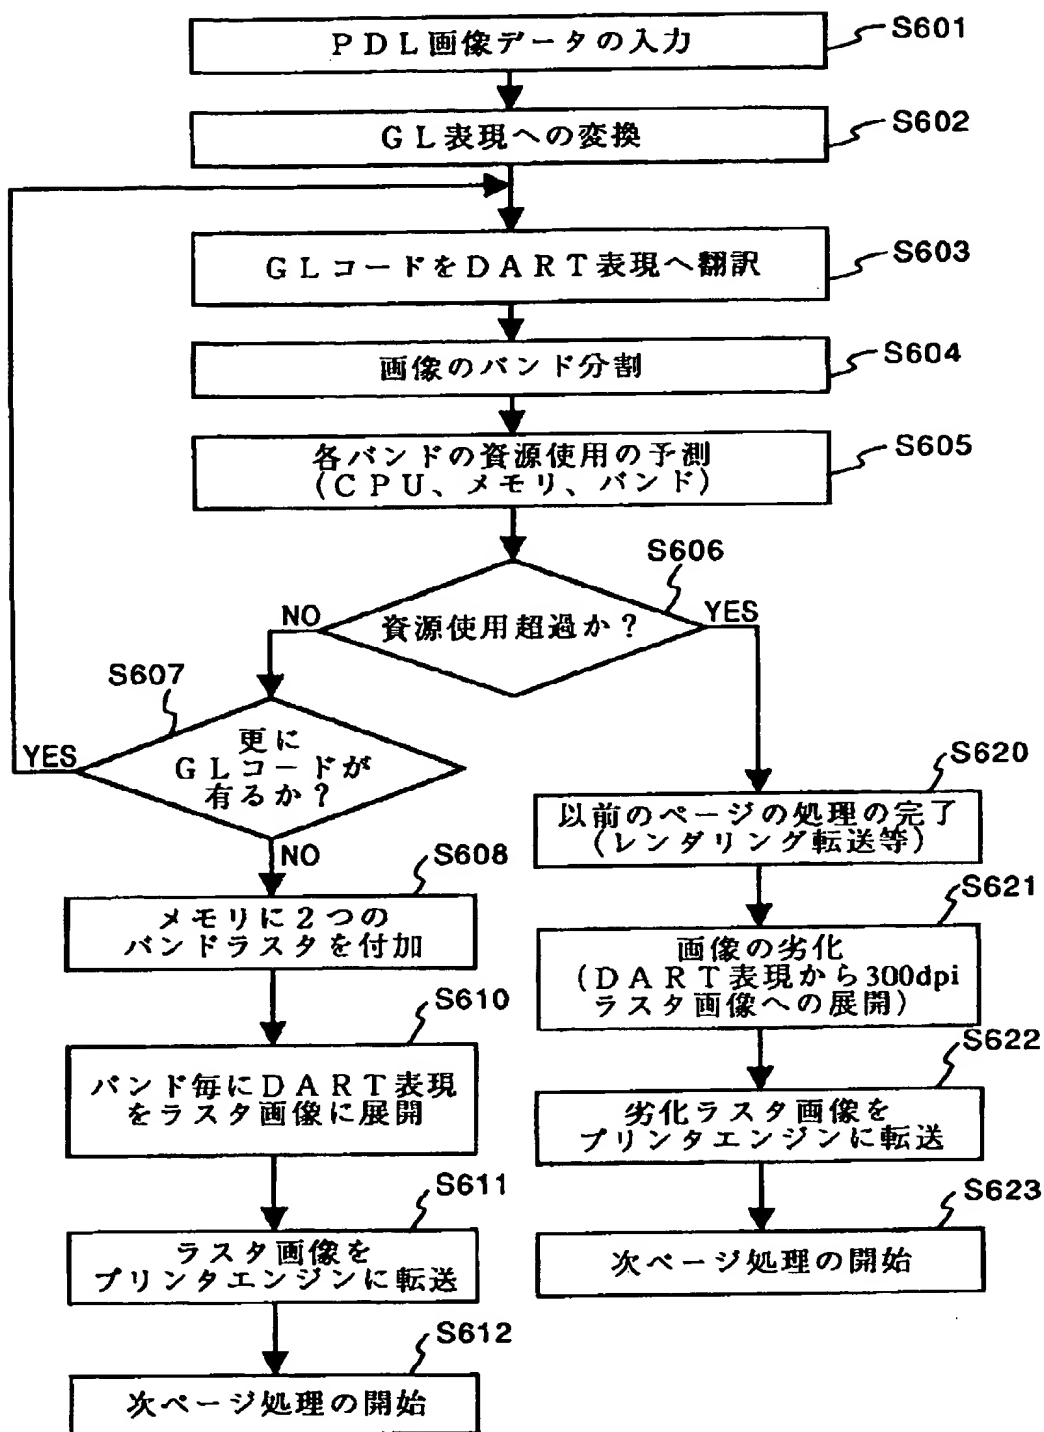 PDL画像データの入力
S601
GL表現への変換
S602
GLコードをDART表現へ翻訳
S603
画像のバンド分割
S604
各バンドの資源使用の予測
(CPU、メモリ、バンド)
S605
資源使用超過か?
S606
NO
YES
S607
更に
GLコードが
有るか?
YES
NO
S608
メモリに2つの
バンドラスタを付加
S610
バンド毎にDART表現
をラスタ画像に展開
S611
ラスタ画像を
プリンタエンジンに転送
S612
次ページ処理の開始
S620
以前のページの処理の完了
(レンダリング転送等)
S621
画像の劣化
(DART表現から300dpi
ラスタ画像への展開)
S622
劣化ラスタ画像を
プリンタエンジンに転送
S623
次ページ処理の開始